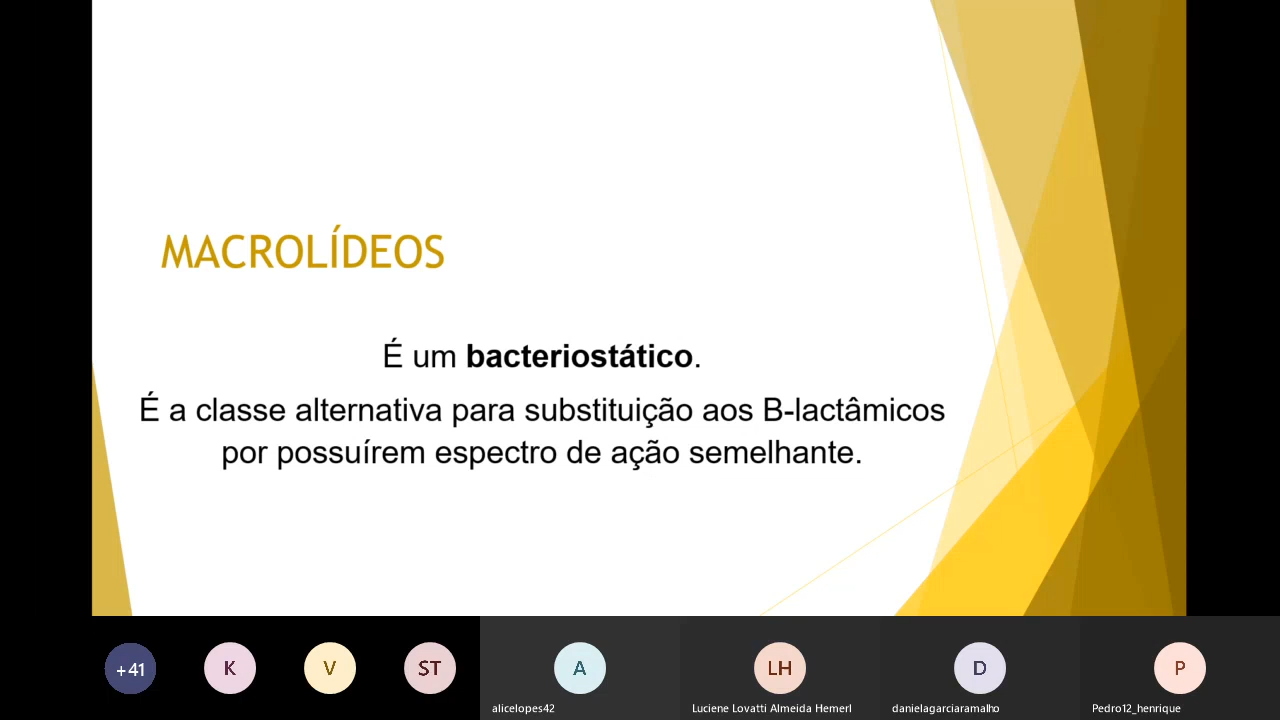 MACROLÍDEOS
É um bacteriostático.
É a classe alternativa para substituição aos B-lactâmicos
por possuírem espectro de ação semelhante.
+41
K
V
ST
A
LH
D
P
alicelopes42
Luciene Lovatti Almeida Hemerl
danielagarciaramalho
Pedro12_henrique